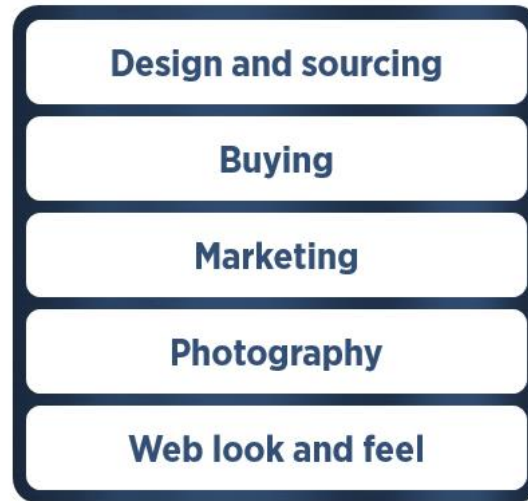 Design and sourcing
Buying
Marketing
Photography
Web look and feel